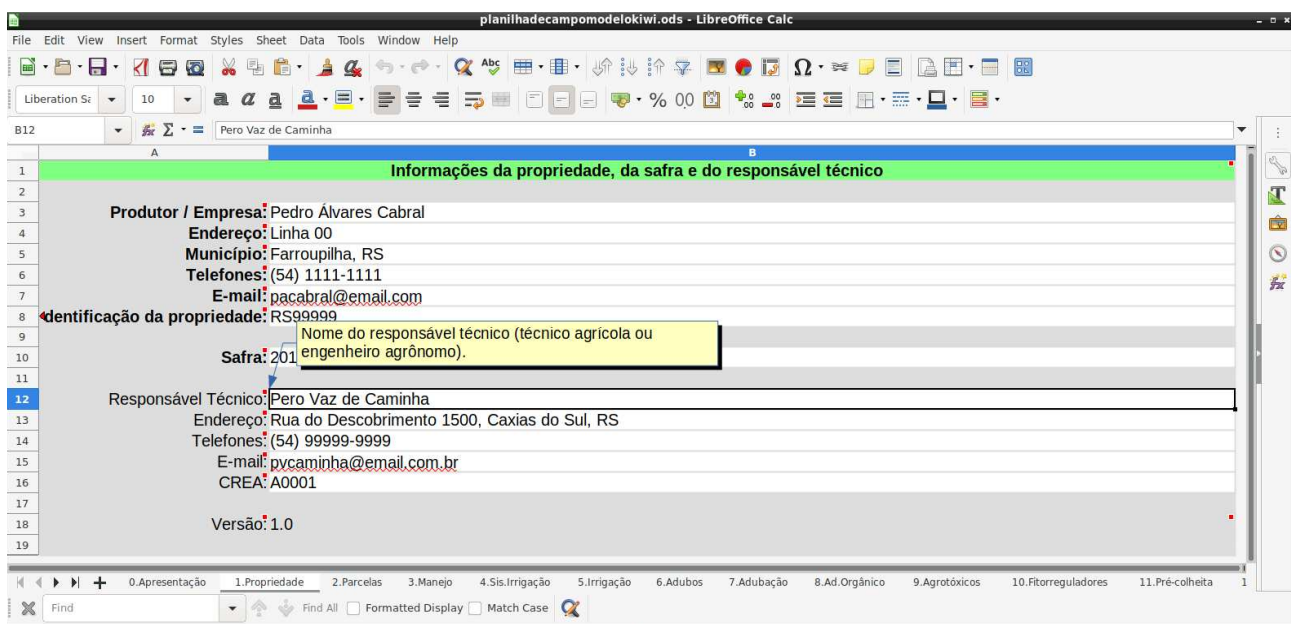 planilhadecampomodelokiwi.ods - LibreOffice Calc
File Edit View Insert Format Styles Sheet Data Tools Window Help
Liberation Sa 10
B12 Pero Vaz de Caminha
A B
1 Informações da propriedade, da safra e do responsável técnico
2
3 Produtor / Empresa: Pedro Álvares Cabral
4 Endereço: Linha 00
5 Município: Farroupilha, RS
6 Telefones: (54) 1111-1111
7 E-mail: pacabral@email.com
8 dentificação da propriedade: RS99999
9 Nome do responsável técnico (técnico agrícola ou
10 Safra: 201 engenheiro agrônomo).
11
12 Responsável Técnico: Pero Vaz de Caminha
13 Endereço: Rua do Descobrimento 1500, Caxias do Sul, RS
14 Telefones: (54) 99999-9999
15 E-mail: pvcaminha@email.com.br
16 CREA: A0001
17
18 Versão: 1.0
19
0.Apresentação 1.Propriedade 2.Parcelas 3.Manejo 4.Sis.Irrigação 5.Irrigação 6.Adubos 7.Adubação 8.Ad.Orgânico 9.Agrotóxicos 10.Fitorreguladores 11.Pré-colheita 1
Find Find All Formatted Display Match Case